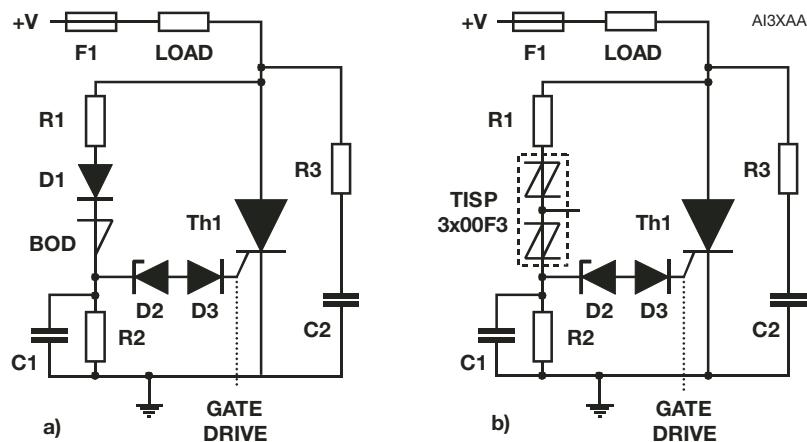 +V
F1
LOAD
R1
D1
BOD
Th1
R3
D2
D3
C1
R2
C2
GATE
DRIVE
a)
+V
F1
LOAD
AI3XAA
R1
TISP
3x00F3
Th1
R3
D2
D3
C1
R2
C2
GATE
DRIVE
b)